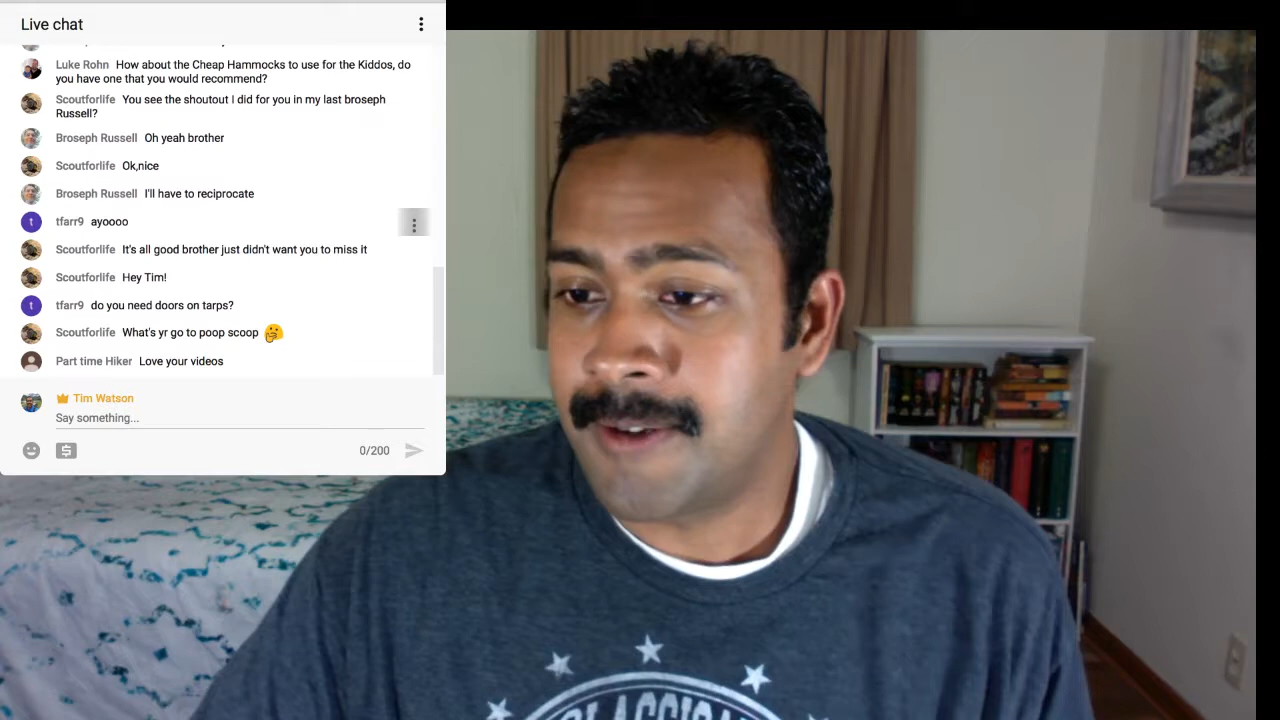 Live chat
Luke Rohn How about the Cheap Hammocks to use for the Kiddos, do
you have one that you would recommend?
Scoutforlife You see the shoutout I did for you in my last broseph
Russell?
Broseph Russell Oh yeah brother
Scoutforlife Ok,nice
Broseph Russell I'll have to reciprocate
t tfarr9 ayoooo
Scoutforlife It's all good brother just didn't want you to miss it
Scoutforlife Hey Tim!
t tfarr9 do you need doors on tarps?
Scoutforlife What's yr go to poop scoop 🤔
Part time Hiker Love your videos
Tim Watson
Say something...
0/200